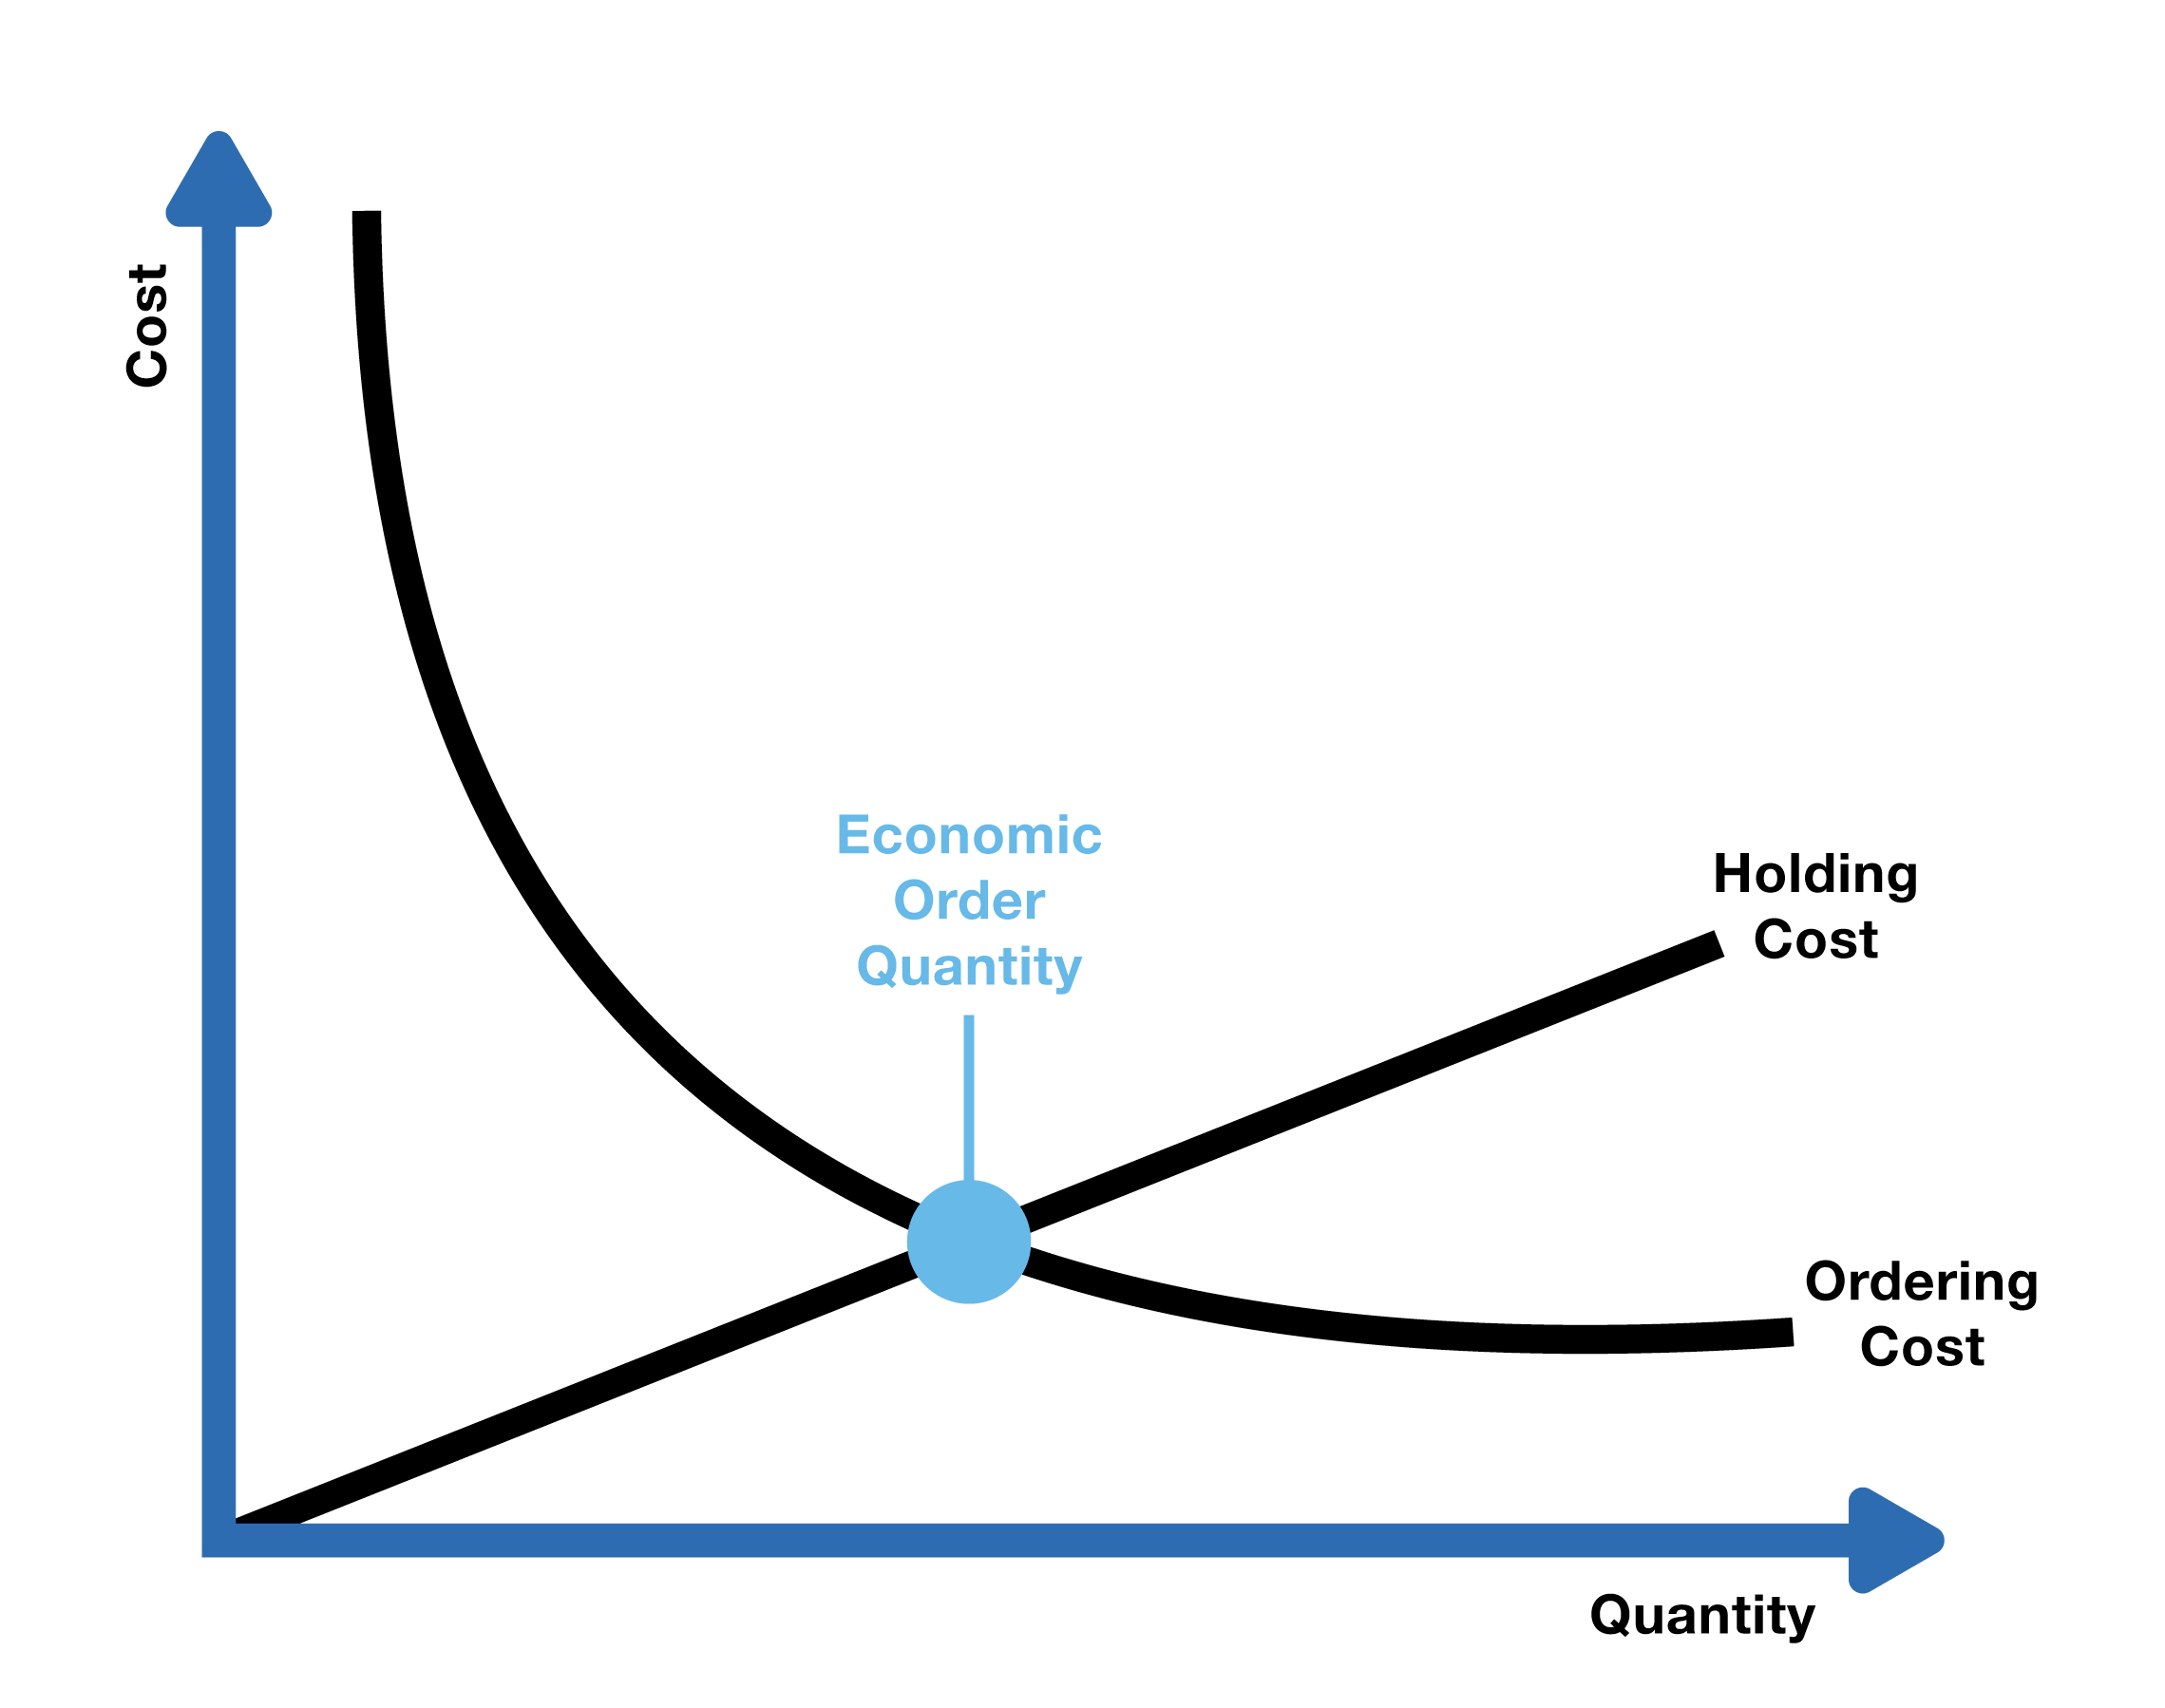 Cost
Economic
Order
Quantity
Holding
Cost
Ordering
Cost
Quantity